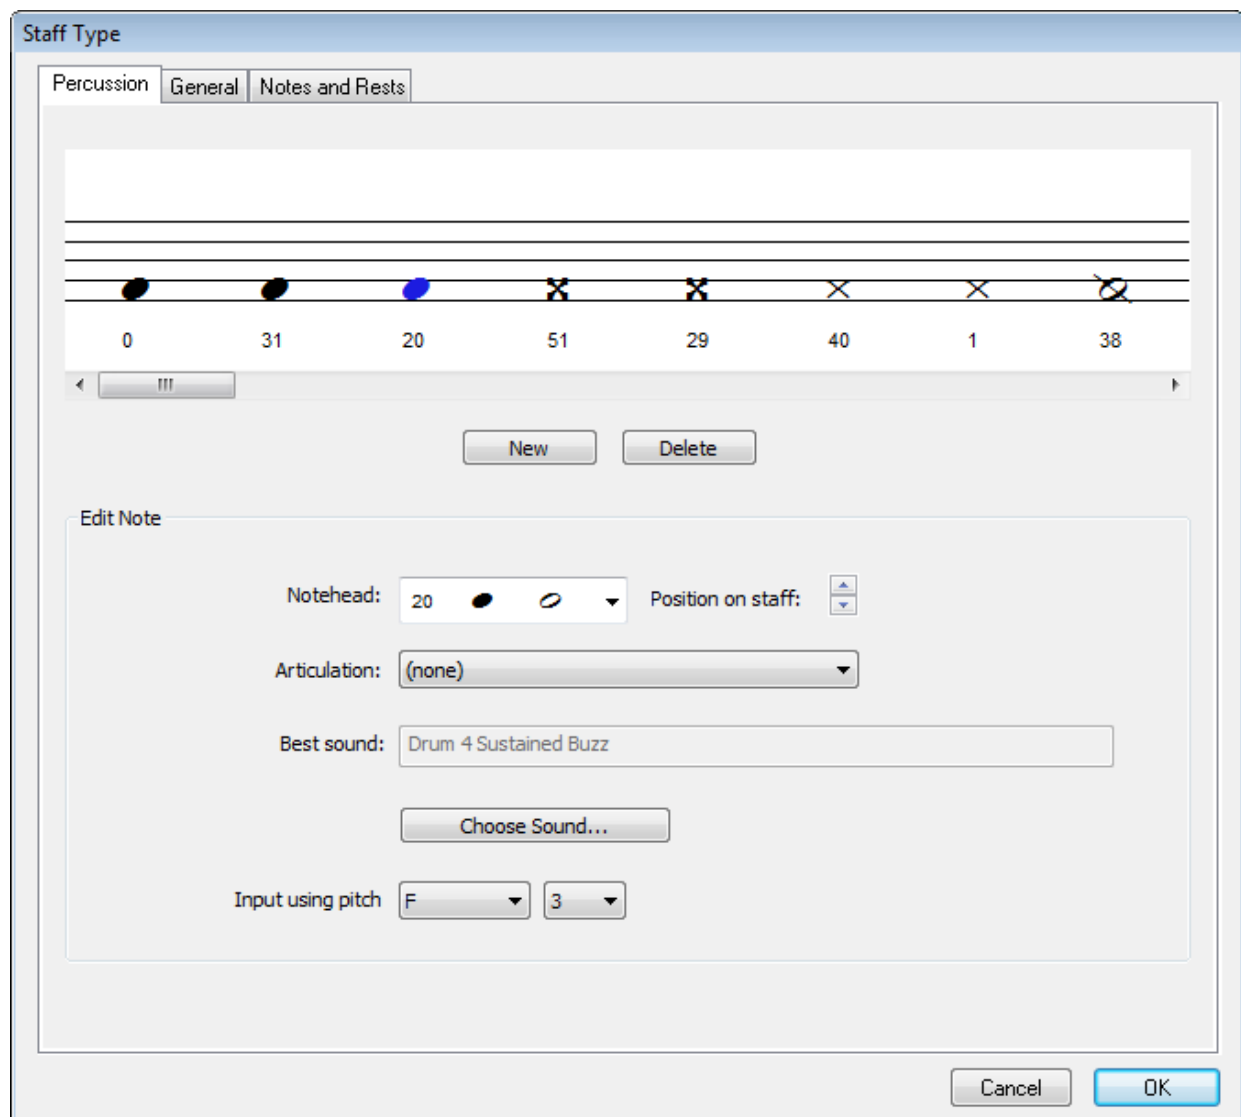 Staff Type
Percussion General Notes and Rests
0 31 20 51 29 40 1 38
New Delete
Edit Note
Notehead: 20 Position on staff:
Articulation: (none)
Best sound: Drum 4 Sustained Buzz
Choose Sound...
Input using pitch F 3
Cancel OK